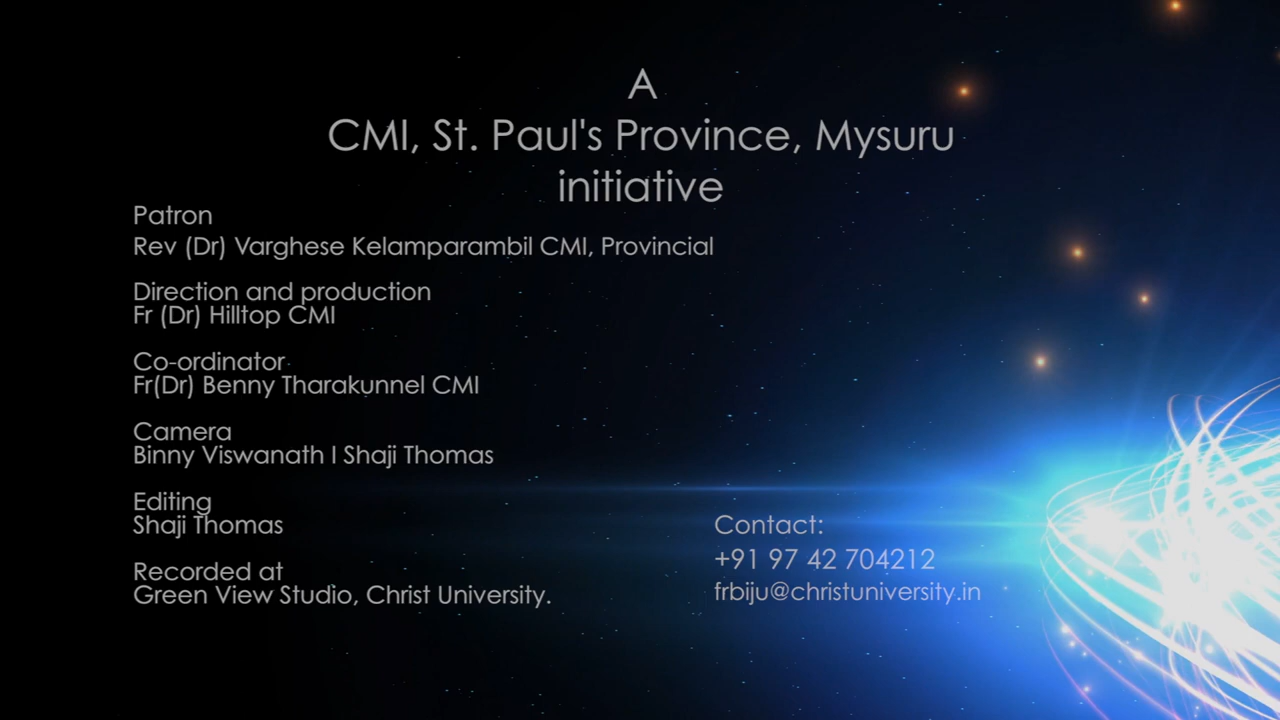 A
CMI, St. Paul's Province, Mysuru
initiative
Patron
Rev (Dr) Varghese Kelamparambil CMI, Provincial
Direction and production
Fr (Dr) Hilltop CMI
Co-ordinator
Fr(Dr) Benny Tharakunnel CMI
Camera
Binny Viswanath I Shaji Thomas
Editing
Shaji Thomas
Recorded at
Green View Studio, Christ University.
Contact:
+91 97 42 704212
frbiju@christuniversity.in